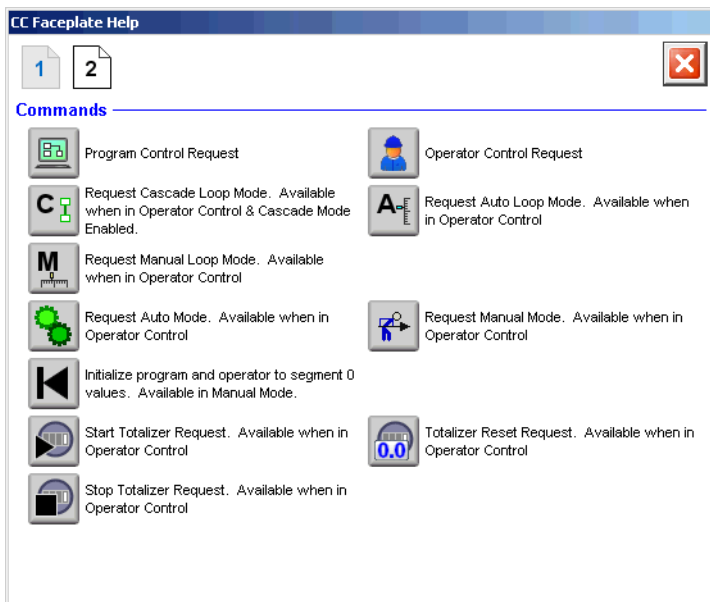 CC Faceplate Help
1 2
Commands
Program Control Request
Operator Control Request
C
Request Cascade Loop Mode.  Available
when in Operator Control & Cascade Mode
Enabled.
A
Request Auto Loop Mode.  Available when
in Operator Control
M
Request Manual Loop Mode.  Available
when in Operator Control
Request Auto Mode.  Available when in
Operator Control
Request Manual Mode.  Available when in
Operator Control
Initialize program and operator to segment 0
values.  Available in Manual Mode.
Start Totalizer Request.  Available when in
Operator Control
0.0
Totalizer Reset Request.  Available when in
Operator Control
Stop Totalizer Request.  Available when in
Operator Control